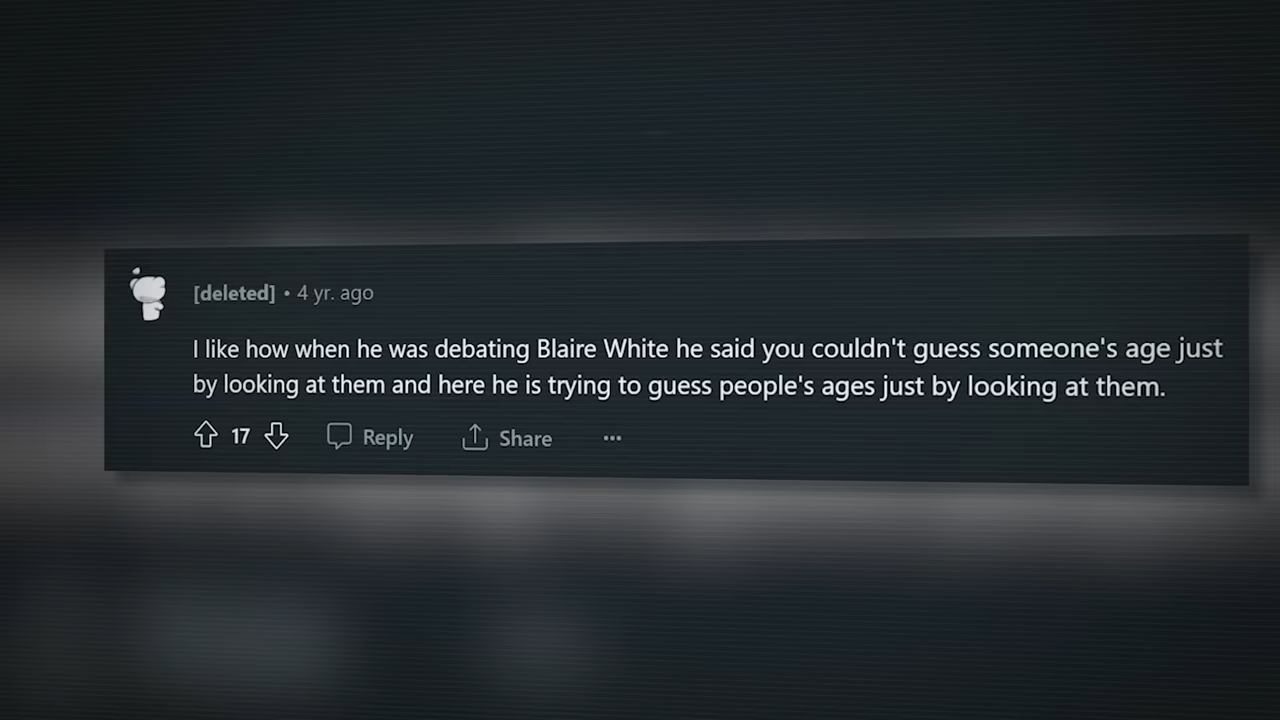 [deleted] • 4 yr. ago
I like how when he was debating Blaire White he said you couldn't guess someone's age just
by looking at them and here he is trying to guess people's ages just by looking at them.
17 Reply Share ...